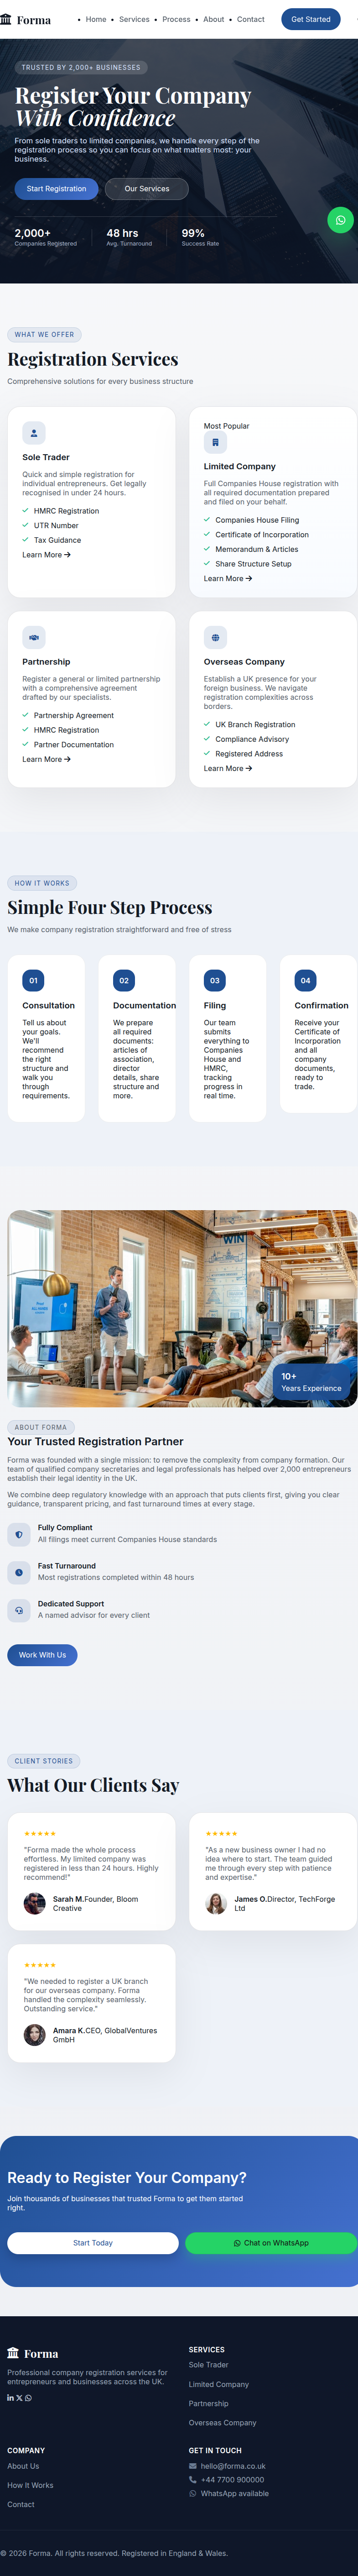 Forma
Home
Services
Process
About
Contact
Get Started
TRUSTED BY 2,000+ BUSINESSES
Register Your Company
With Confidence
From sole traders to limited companies, we handle every step of the
registration process so you can focus on what matters most: your
business.
Start Registration
Our Services
2,000+
Companies Registered
48 hrs
Avg. Turnaround
99%
Success Rate
WHAT WE OFFER
Registration Services
Comprehensive solutions for every business structure
Sole Trader
Quick and simple registration for
individual entrepreneurs. Get legally
recognised in under 24 hours.
HMRC Registration
UTR Number
Tax Guidance
Learn More
Most Popular
Limited Company
Full Companies House registration with
all required documentation prepared
and filed on your behalf.
Companies House Filing
Certificate of Incorporation
Memorandum & Articles
Share Structure Setup
Learn More
Partnership
Register a general or limited partnership
with a comprehensive agreement
drafted by our specialists.
Partnership Agreement
HMRC Registration
Partner Documentation
Learn More
Overseas Company
Establish a UK presence for your
foreign business. We navigate
registration complexities across
borders.
UK Branch Registration
Compliance Advisory
Registered Address
Learn More
HOW IT WORKS
Simple Four Step Process
We make company registration straightforward and free of stress
01
Consultation
Tell us about
your goals.
We'll
recommend
the right
structure and
walk you
through
requirements.
02
Documentation
We prepare
all required
documents:
articles of
association,
director
details, share
structure and
more.
03
Filing
Our team
submits
everything to
Companies
House and
HMRC,
tracking
progress in
real time.
04
Confirmation
Receive your
Certificate of
Incorporation
and all
company
documents,
ready to
trade.
WIN
10+
Years Experience
ABOUT FORMA
Your Trusted Registration Partner
Forma was founded with a single mission: to remove the complexity from company formation. Our
team of qualified company secretaries and legal professionals has helped over 2,000 entrepreneurs
establish their legal identity in the UK.
We combine deep regulatory knowledge with an approach that puts clients first, giving you clear
guidance, transparent pricing, and fast turnaround times at every stage.
Fully Compliant
All filings meet current Companies House standards
Fast Turnaround
Most registrations completed within 48 hours
Dedicated Support
A named advisor for every client
Work With Us
CLIENT STORIES
What Our Clients Say
★★★★★
"Forma made the whole process
effortless. My limited company was
registered in less than 24 hours. Highly
recommend!"
Sarah M.Founder, Bloom
Creative
★★★★★
"As a new business owner I had no
idea where to start. The team guided
me through every step with patience
and expertise."
James O.Director, TechForge
Ltd
★★★★★
"We needed to register a UK branch
for our overseas company. Forma
handled the complexity seamlessly.
Outstanding service."
Amara K.CEO, GlobalVentures
GmbH
Ready to Register Your Company?
Join thousands of businesses that trusted Forma to get them started
right.
Start Today
Chat on WhatsApp
Forma
Professional company registration services for
entrepreneurs and businesses across the UK.
SERVICES
Sole Trader
Limited Company
Partnership
Overseas Company
COMPANY
About Us
How It Works
Contact
GET IN TOUCH
hello@forma.co.uk
+44 7700 900000
WhatsApp available
© 2026 Forma. All rights reserved. Registered in England & Wales.